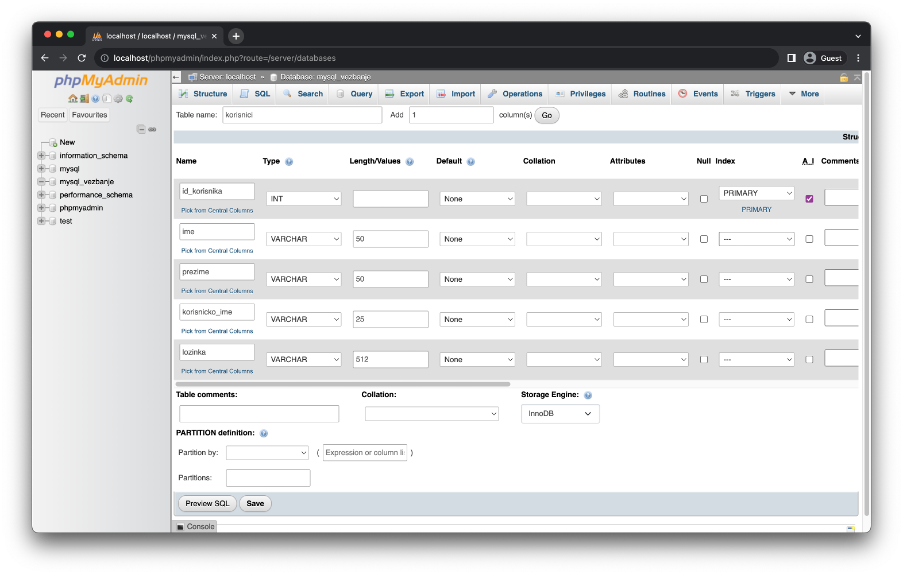 localhost / localhost / mysql_ve
Guest
localhost/phpmyadmin/index.php?route=/server/databases
phpMyAdmin
Recent Favourites
New
information_schema
mysql
mysql_vezbanje
performance_schema
phpmyadmin
test
Server: localhost » Database: mysql_vezbanje
Structure SQL Search Query Export Import Operations Privileges Routines Events Triggers More
Table name: korisnici Add 1 column(s) Go
Stru
Name Type Length/Values Default Collation Attributes Null Index A_I Comments
id_korisnika INT None PRIMARY
Pick from Central Columns PRIMARY
ime VARCHAR 50 None ---
Pick from Central Columns
prezime VARCHAR 50 None ---
Pick from Central Columns
korisnicko_ime VARCHAR 25 None ---
Pick from Central Columns
lozinka VARCHAR 512 None ---
Pick from Central Columns
Table comments: Collation: Storage Engine:
InnoDB
PARTITION definition:
Partition by: ( Expression or column li )
Partitions:
Preview SQL Save
Console